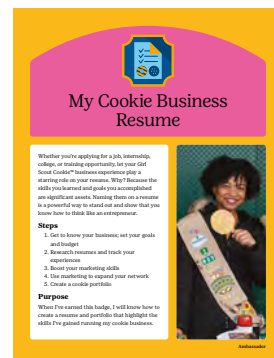 My Cookie Business
Resume
Whether you're applying for a job, internship,
college, or training opportunity, let your Girl
Scout Cookie™ business experience play a
starring role on your resume. Why? Because the
skills you learned and goals you accomplished
are significant assets. Naming them on a resume
is a powerful way to stand out and show that you
know how to think like an entrepreneur.
Steps
1. Get to know your business; set your goals
and budget
2. Research resumes and track your
experiences
3. Boost your marketing skills
4. Use marketing to expand your network
5. Create a cookie portfolio
Purpose
When I've earned this badge, I will know how to
create a resume and portfolio that highlight the
skills I've gained running my cookie business.
Ambassador